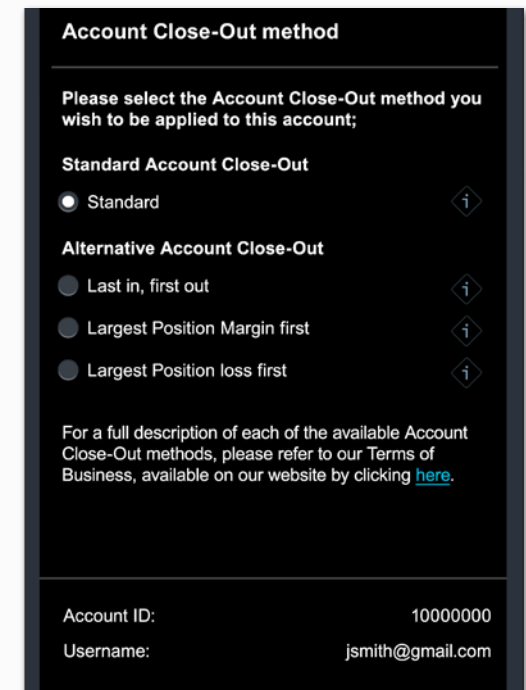 Account Close-Out method
Please select the Account Close-Out method you
wish to be applied to this account;
Standard Account Close-Out
Standard
i
Alternative Account Close-Out
Last in, first out
i
Largest Position Margin first
i
Largest Position loss first
i
For a full description of each of the available Account
Close-Out methods, please refer to our Terms of
Business, available on our website by clicking here.
Account ID: 10000000
Username: jsmith@gmail.com